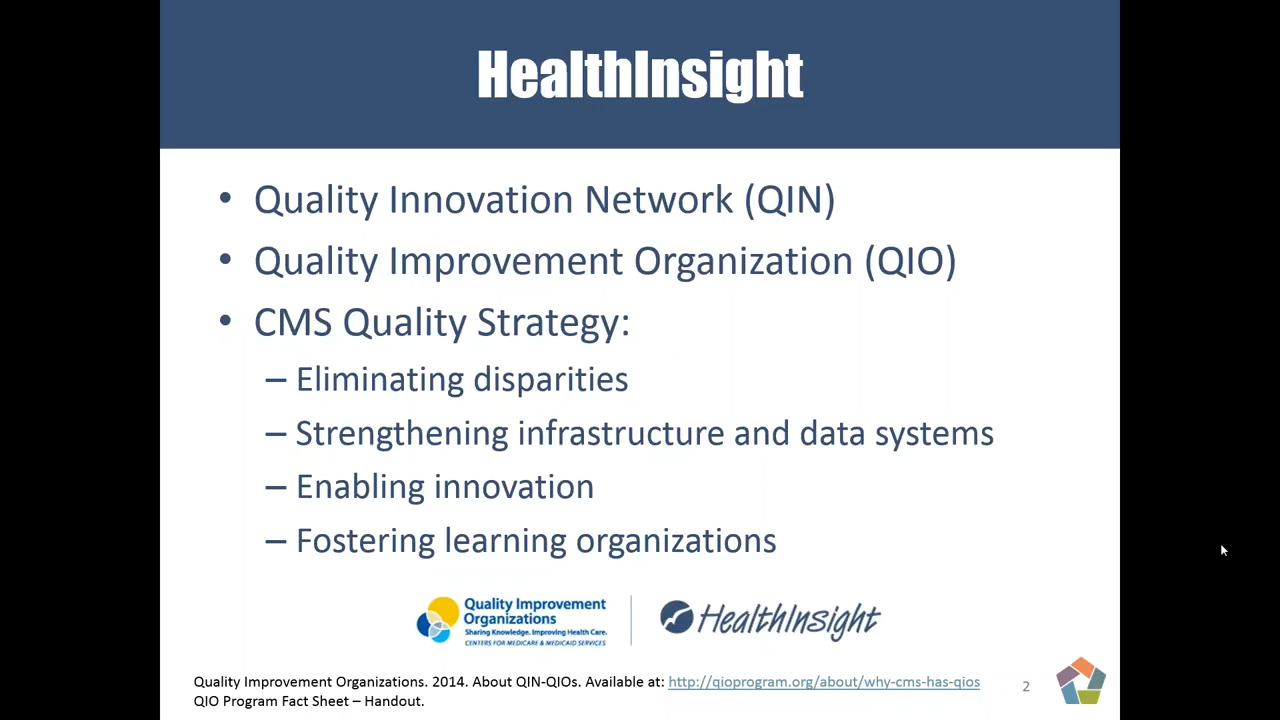 HealthInsight
• Quality Innovation Network (QIN)
• Quality Improvement Organization (QIO)
• CMS Quality Strategy:
– Eliminating disparities
– Strengthening infrastructure and data systems
– Enabling innovation
– Fostering learning organizations
Quality Improvement
Organizations
Sharing Knowledge. Improving Health Care.
CENTERS FOR MEDICARE & MEDICAID SERVICES
HealthInsight
Quality Improvement Organizations. 2014. About QIN-QIOs. Available at: http://qioprogram.org/about/why-cms-has-qios
QIO Program Fact Sheet – Handout.
2